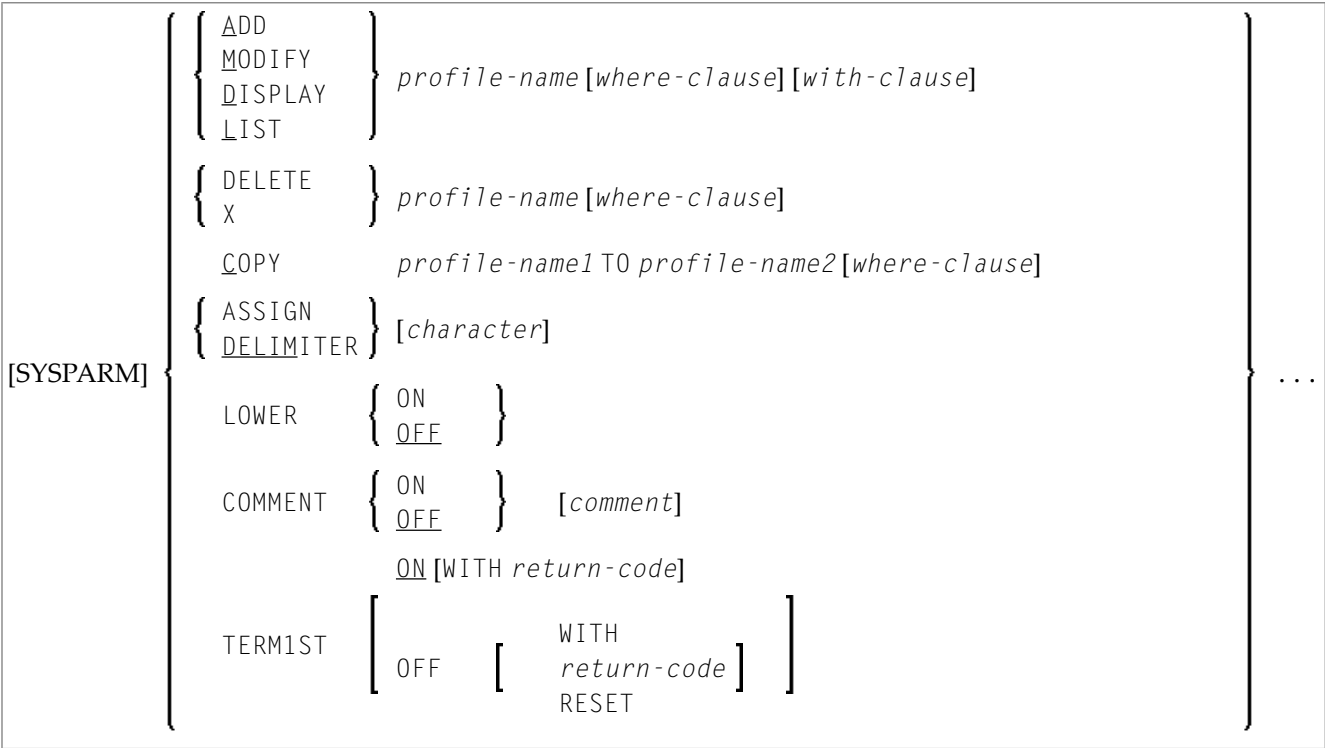 ADD
MODIFY
DISPLAY
LIST
profile-name [where-clause] [with-clause]
DELETE
X
profile-name [where-clause]
COPY profile-name1 TO profile-name2 [where-clause]
ASSIGN
DELIMITER
[character]
[SYSPARM] ...
LOWER
ON
OFF
COMMENT
ON
OFF
[comment]
ON [WITH return-code]
TERM1ST
OFF
WITH
return-code
RESET